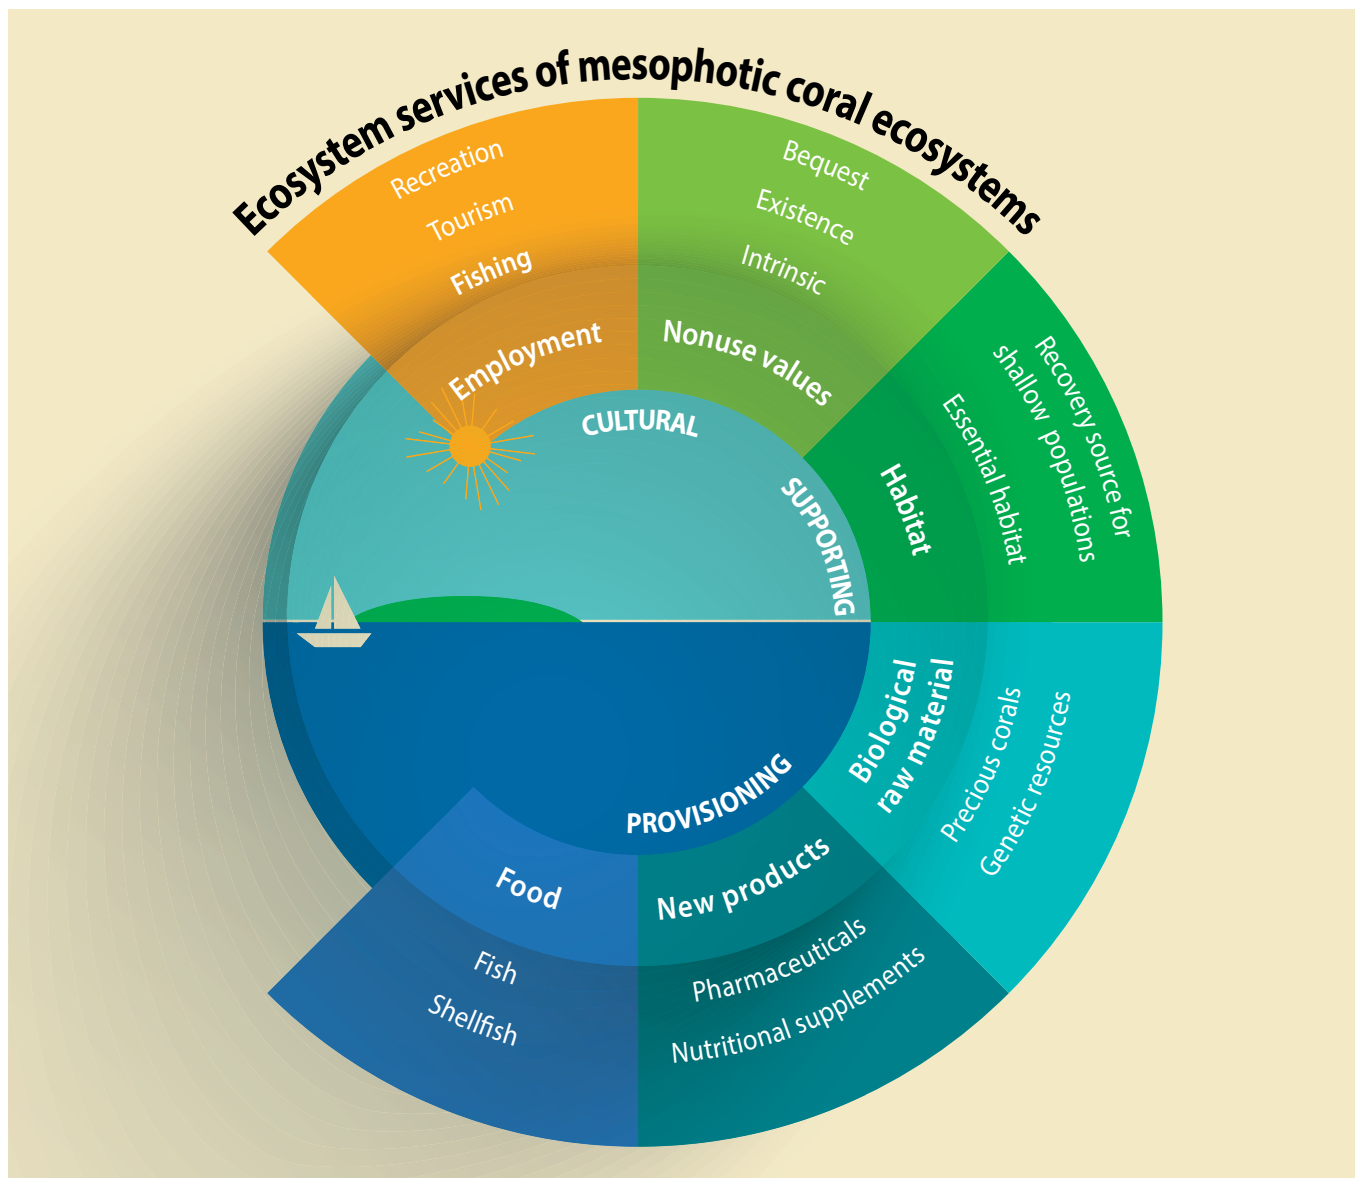 Ecosystem services of mesophotic coral ecosystems
Recreation
Tourism
Fishing
Employment
Bequest
Existence
Intrinsic
Nonuse values
CULTURAL
Recovery source for
shallow populations
Essential habitat
Habitat
SUPPORTING
Biological
raw material
Precious corals
Genetic resources
PROVISIONING
New products
Pharmaceuticals
Nutritional supplements
Food
Fish
Shellfish